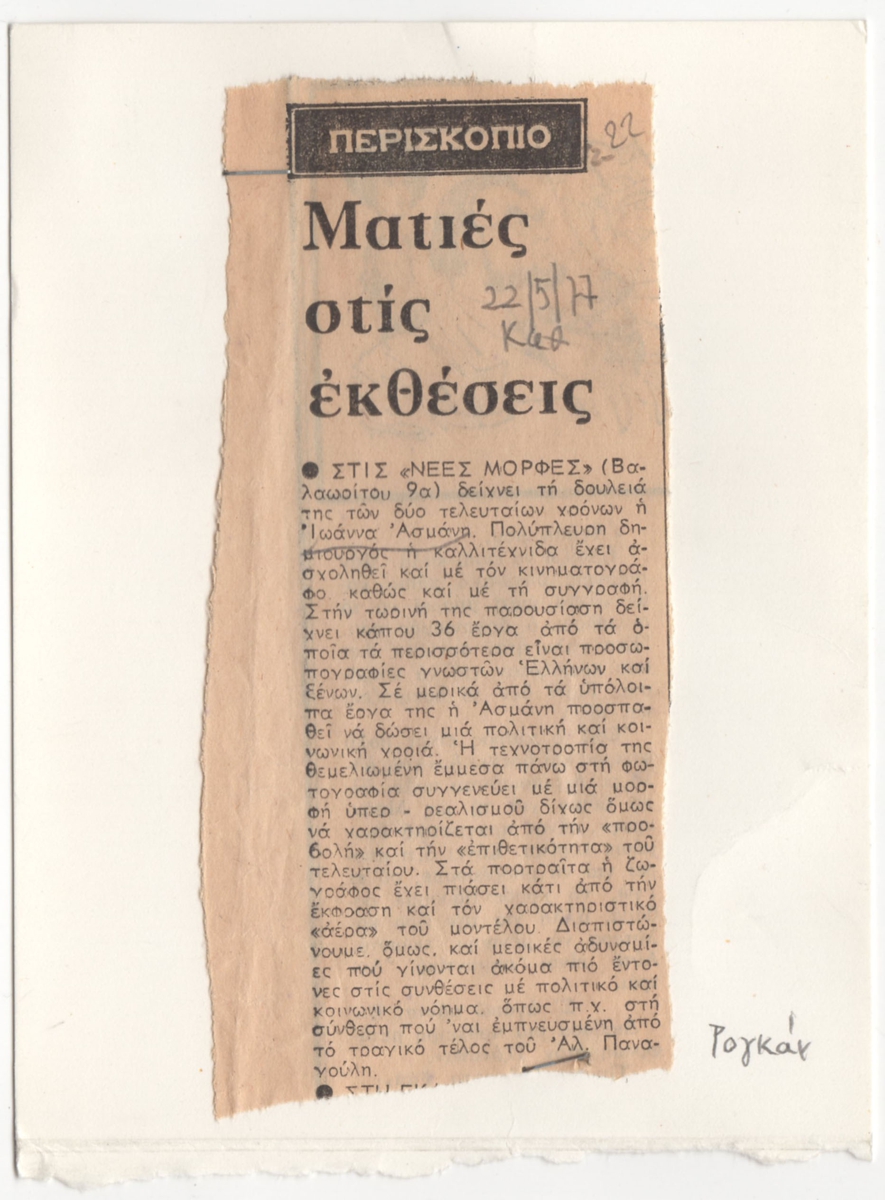 ΠΕΡΙΣΚΟΠΙΟ
22
Ματιές
στίς
22/5/77
Καθ
ἐκθέσεις
● ΣΤΙΣ «ΝΕΕΣ ΜΟΡΦΕΣ» (Βα-
λαωρίτου 9α) δείχνει τή δουλειά
της τῶν δύο τελευταίων χρόνων ἡ
Ἰωάννα Ἀσμάνη. Πολύπλευρη δη-
μιουργός ἡ καλλιτέχνιδα ἔχει ἀ-
σχοληθεῖ καί μέ τόν κινηματογρά-
φο καθώς καί μέ τή συγγραφή.
Στήν τωρινή της παρουσίαση δεί-
χνει κάπου 36 ἔργα ἀπό τά ὁ-
ποῖα τά περισσότερα εἶναι προσω-
πογραφίες γνωστῶν Ἑλλήνων καί
ξένων. Σέ μερικά ἀπό τά ὑπόλοι-
πα ἔργα της ἡ Ἀσμάνη προσπα-
θεῖ νά δώσει μιά πολιτική καί κοι-
νωνική χροιά. Ἡ τεχνοτροπία της
θεμελιωμένη ἔμμεσα πάνω στή φω-
τογραφία συγγενεύει μέ μιά μορ-
φή ὑπερ - ρεαλισμοῦ δίχως ὅμως
νά χαρακτηρίζεται ἀπό τήν «προ-
βολή» καί τήν «ἐπιθετικότητα» τοῦ
τελευταίου. Στά πορτραῖτα ἡ ζω-
γράφος ἔχει πιάσει κάτι ἀπό τήν
ἔκφραση καί τόν χαρακτηριστικό
«ἀέρα» τοῦ μοντέλου. Διαπιστώ-
νουμε, ὅμως, καί μερικές ἀδυναμί-
ες πού γίνονται ἀκόμα πιό ἔντο-
νες στίς συνθέσεις μέ πολιτικό καί
κοινωνικό νόημα, ὅπως π.χ. στή
σύνθεση πού 'ναι ἐμπνευσμένη ἀπό
τό τραγικό τέλος τοῦ Ἀλ. Πανα-
γούλη.
● ΣΤΗ
Ρογκάν